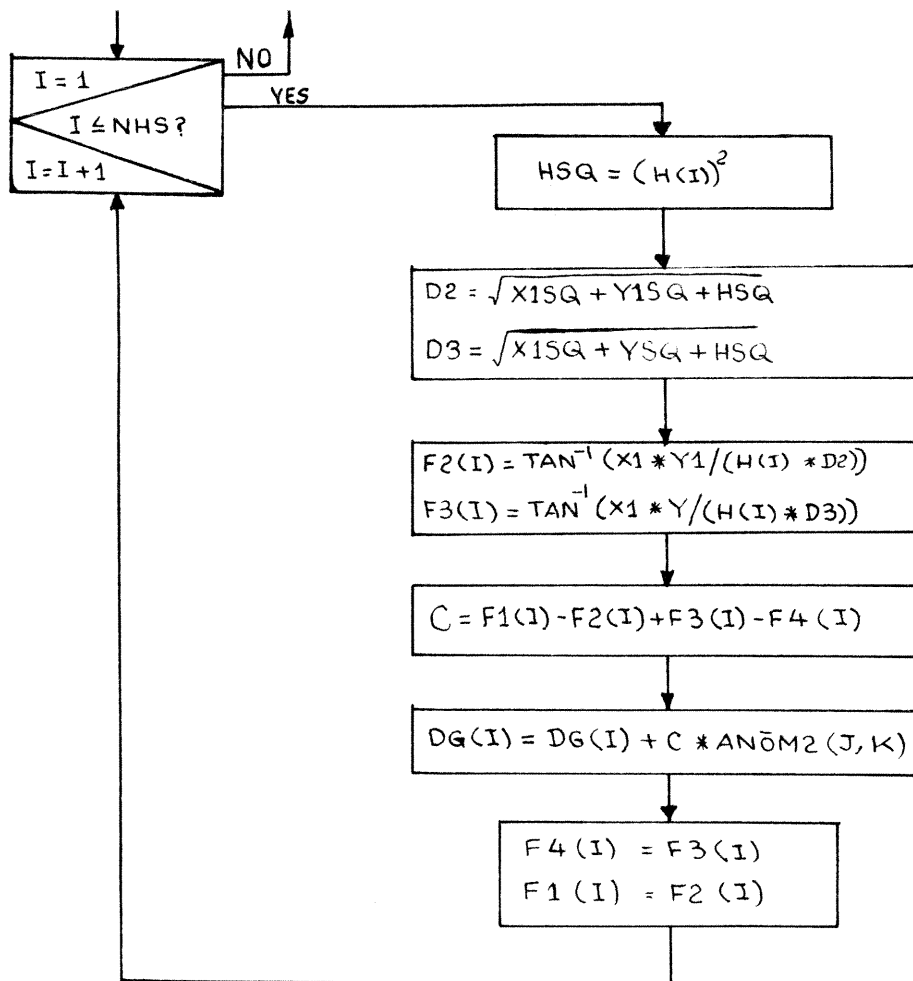 NO
I = 1
YES
I ≤ NHS?
I = I + 1
HSQ = (H(I))²
D2 = √X1SQ + Y1SQ + HSQ
D3 = √X1SQ + YSQ + HSQ
F2(I) = TAN⁻¹ (X1 * Y1/(H(I) * D2))
F3(I) = TAN⁻¹ (X1 * Y/(H(I) * D3))
C = F1(I) - F2(I) + F3(I) - F4(I)
DG(I) = DG(I) + C * ANŌM2 (J, K)
F4(I) = F3(I)
F1(I) = F2(I)